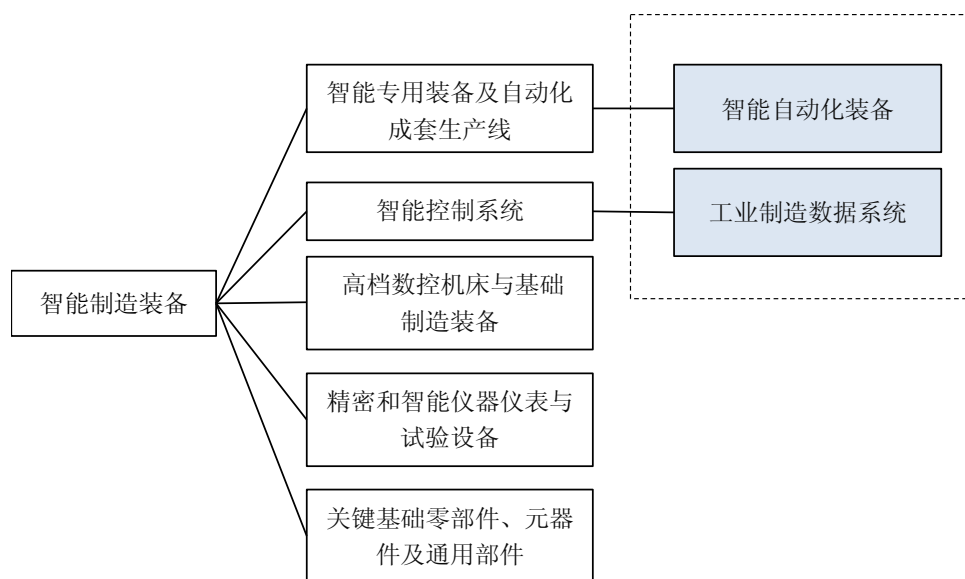 智能专用装备及自动化
成套生产线
智能自动化装备
智能控制系统
工业制造数据系统
智能制造装备
高档数控机床与基础
制造装备
精密和智能仪器仪表与
试验设备
关键基础零部件、元器
件及通用部件